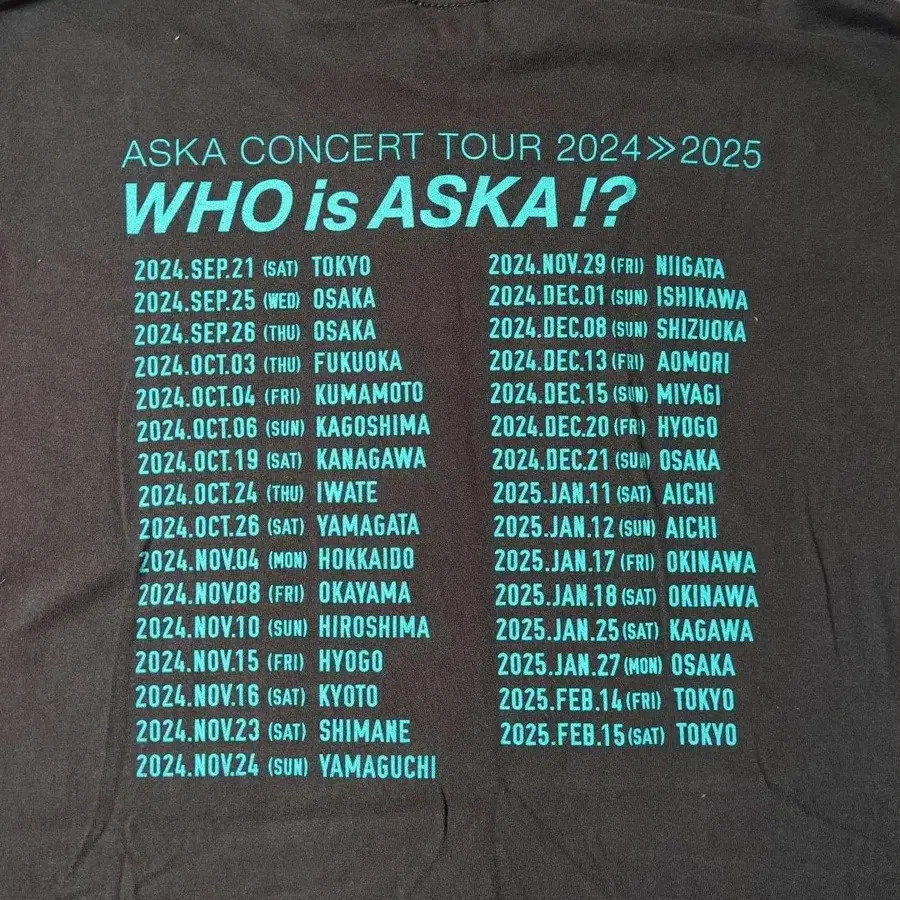 ASKA CONCERT TOUR 2024≫2025
WHO is ASKA !?
2024.SEP.21 (SAT) TOKYO
2024.SEP.25 (WED) OSAKA
2024.SEP.26 (THU) OSAKA
2024.OCT.03 (THU) FUKUOKA
2024.OCT.04 (FRI) KUMAMOTO
2024.OCT.06 (SUN) KAGOSHIMA
2024.OCT.19 (SAT) KANAGAWA
2024.OCT.24 (THU) IWATE
2024.OCT.26 (SAT) YAMAGATA
2024.NOV.04 (MON) HOKKAIDO
2024.NOV.08 (FRI) OKAYAMA
2024.NOV.10 (SUN) HIROSHIMA
2024.NOV.15 (FRI) HYOGO
2024.NOV.16 (SAT) KYOTO
2024.NOV.23 (SAT) SHIMANE
2024.NOV.24 (SUN) YAMAGUCHI
2024.NOV.29 (FRI) NIIGATA
2024.DEC.01 (SUN) ISHIKAWA
2024.DEC.08 (SUN) SHIZUOKA
2024.DEC.13 (FRI) AOMORI
2024.DEC.15 (SUN) MIYAGI
2024.DEC.20 (FRI) HYOGO
2024.DEC.21 (SUN) OSAKA
2025.JAN.11 (SAT) AICHI
2025.JAN.12 (SUN) AICHI
2025.JAN.17 (FRI) OKINAWA
2025.JAN.18 (SAT) OKINAWA
2025.JAN.25 (SAT) KAGAWA
2025.JAN.27 (MON) OSAKA
2025.FEB.14 (FRI) TOKYO
2025.FEB.15 (SAT) TOKYO